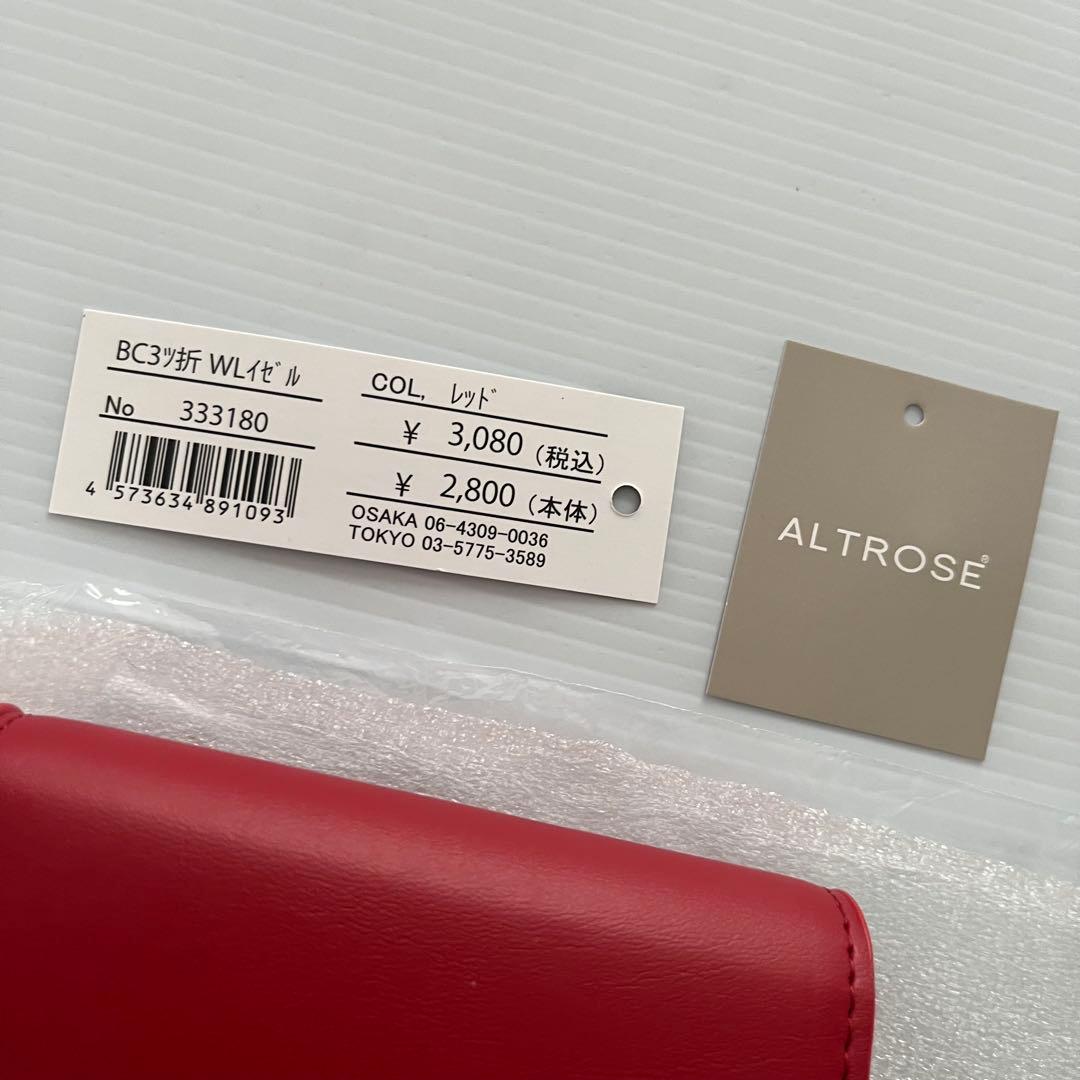 BC3ﾂ折 WLｲｾﾞﾙ
No 333180
4 573634 891093
COL, ﾚｯﾄﾞ
¥ 3,080 (税込)
¥ 2,800 (本体)
OSAKA 06-4309-0036
TOKYO 03-5775-3589
ALTROSE®